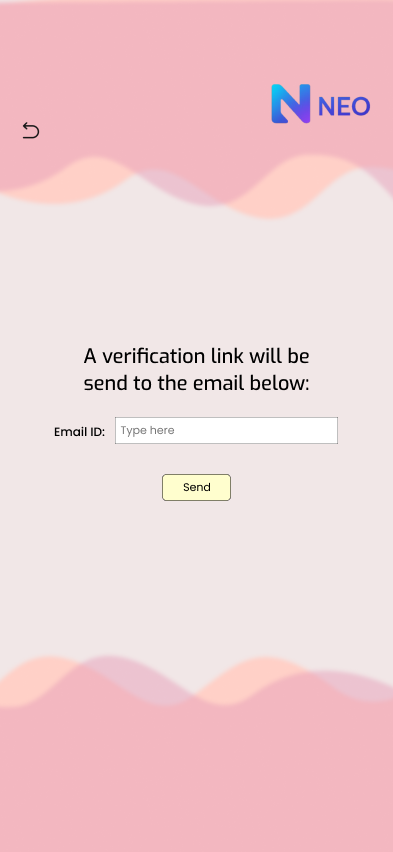 NEO
A verification link will be
send to the email below:
Email ID: Type here
Send